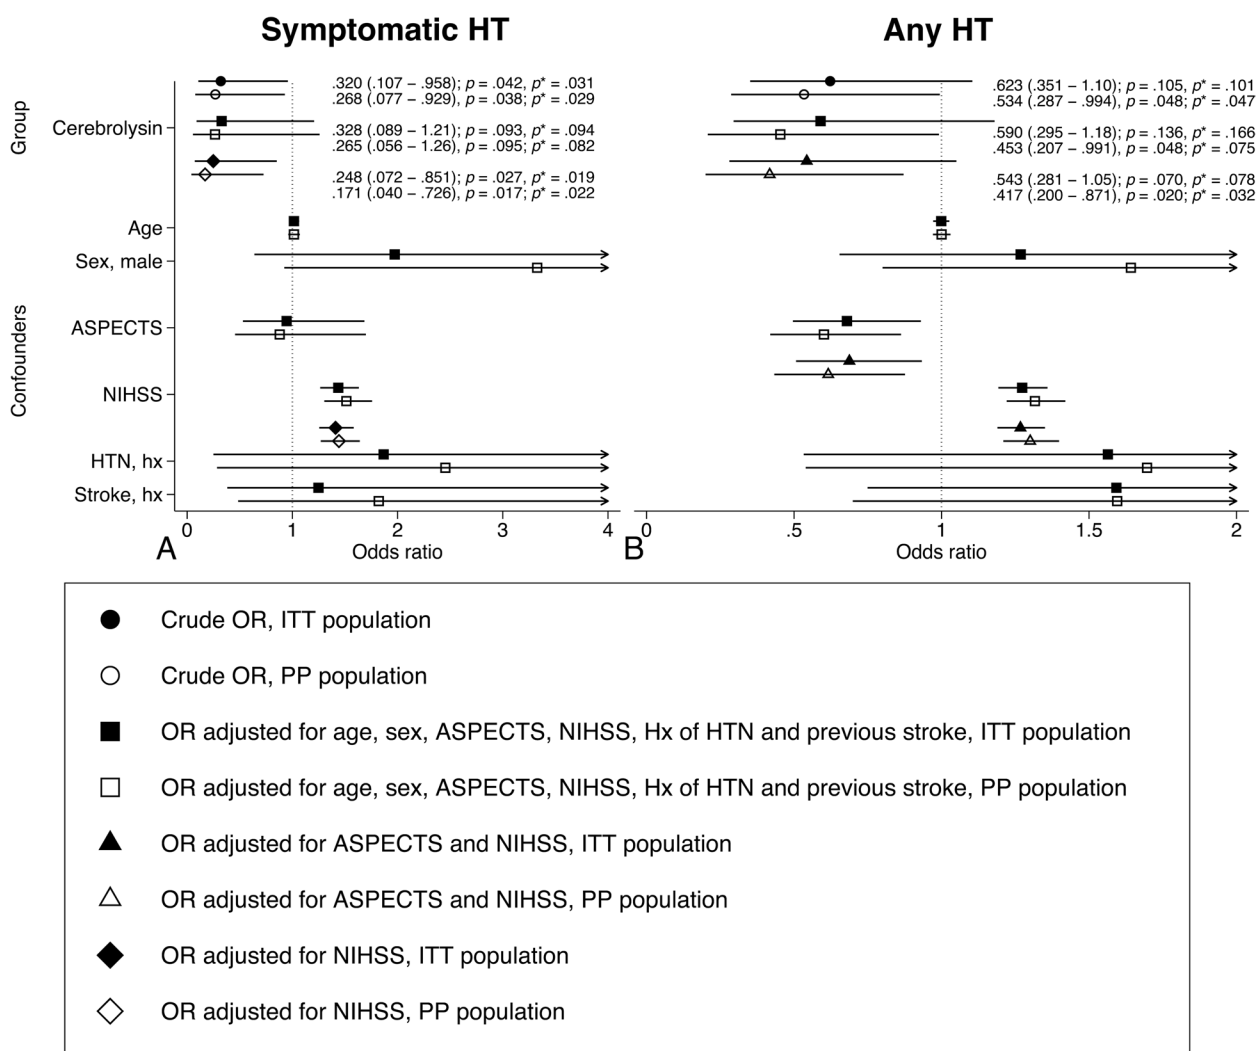 Symptomatic HT
Any HT
Group
Confounders
Cerebrolysin
Age
Sex, male
ASPECTS
NIHSS
HTN, hx
Stroke, hx
.320 (.107 – .958); p = .042, p* = .031
.268 (.077 – .929), p = .038; p* = .029
.328 (.089 – 1.21); p = .093, p* = .094
.265 (.056 – 1.26), p = .095; p* = .082
.248 (.072 – .851); p = .027, p* = .019
.171 (.040 – .726), p = .017; p* = .022
0 1 2 3 4
A
Odds ratio
.623 (.351 – 1.10); p = .105, p* = .101
.534 (.287 – .994), p = .048; p* = .047
.590 (.295 – 1.18); p = .136, p* = .166
.453 (.207 – .991), p = .048; p* = .075
.543 (.281 – 1.05); p = .070, p* = .078
.417 (.200 – .871), p = .020; p* = .032
0 .5 1 1.5 2
B
Odds ratio
Crude OR, ITT population
Crude OR, PP population
OR adjusted for age, sex, ASPECTS, NIHSS, Hx of HTN and previous stroke, ITT population
OR adjusted for age, sex, ASPECTS, NIHSS, Hx of HTN and previous stroke, PP population
OR adjusted for ASPECTS and NIHSS, ITT population
OR adjusted for ASPECTS and NIHSS, PP population
OR adjusted for NIHSS, ITT population
OR adjusted for NIHSS, PP population